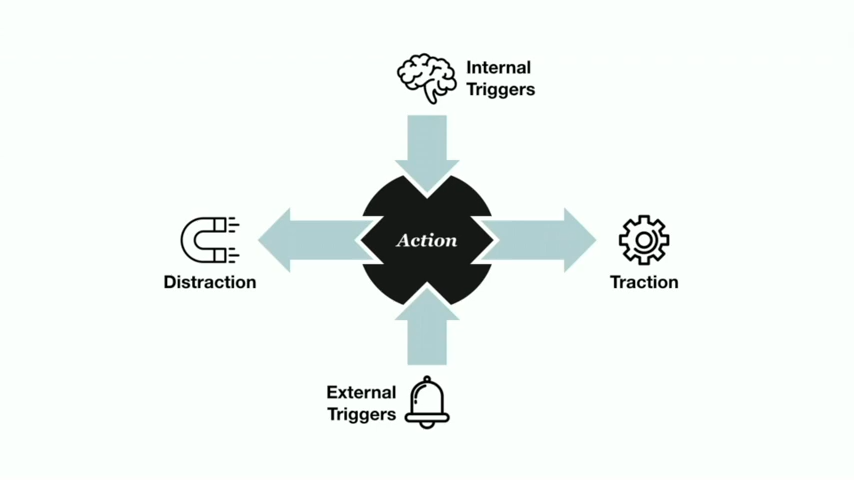 Internal
Triggers
Action
Distraction
Traction
External
Triggers